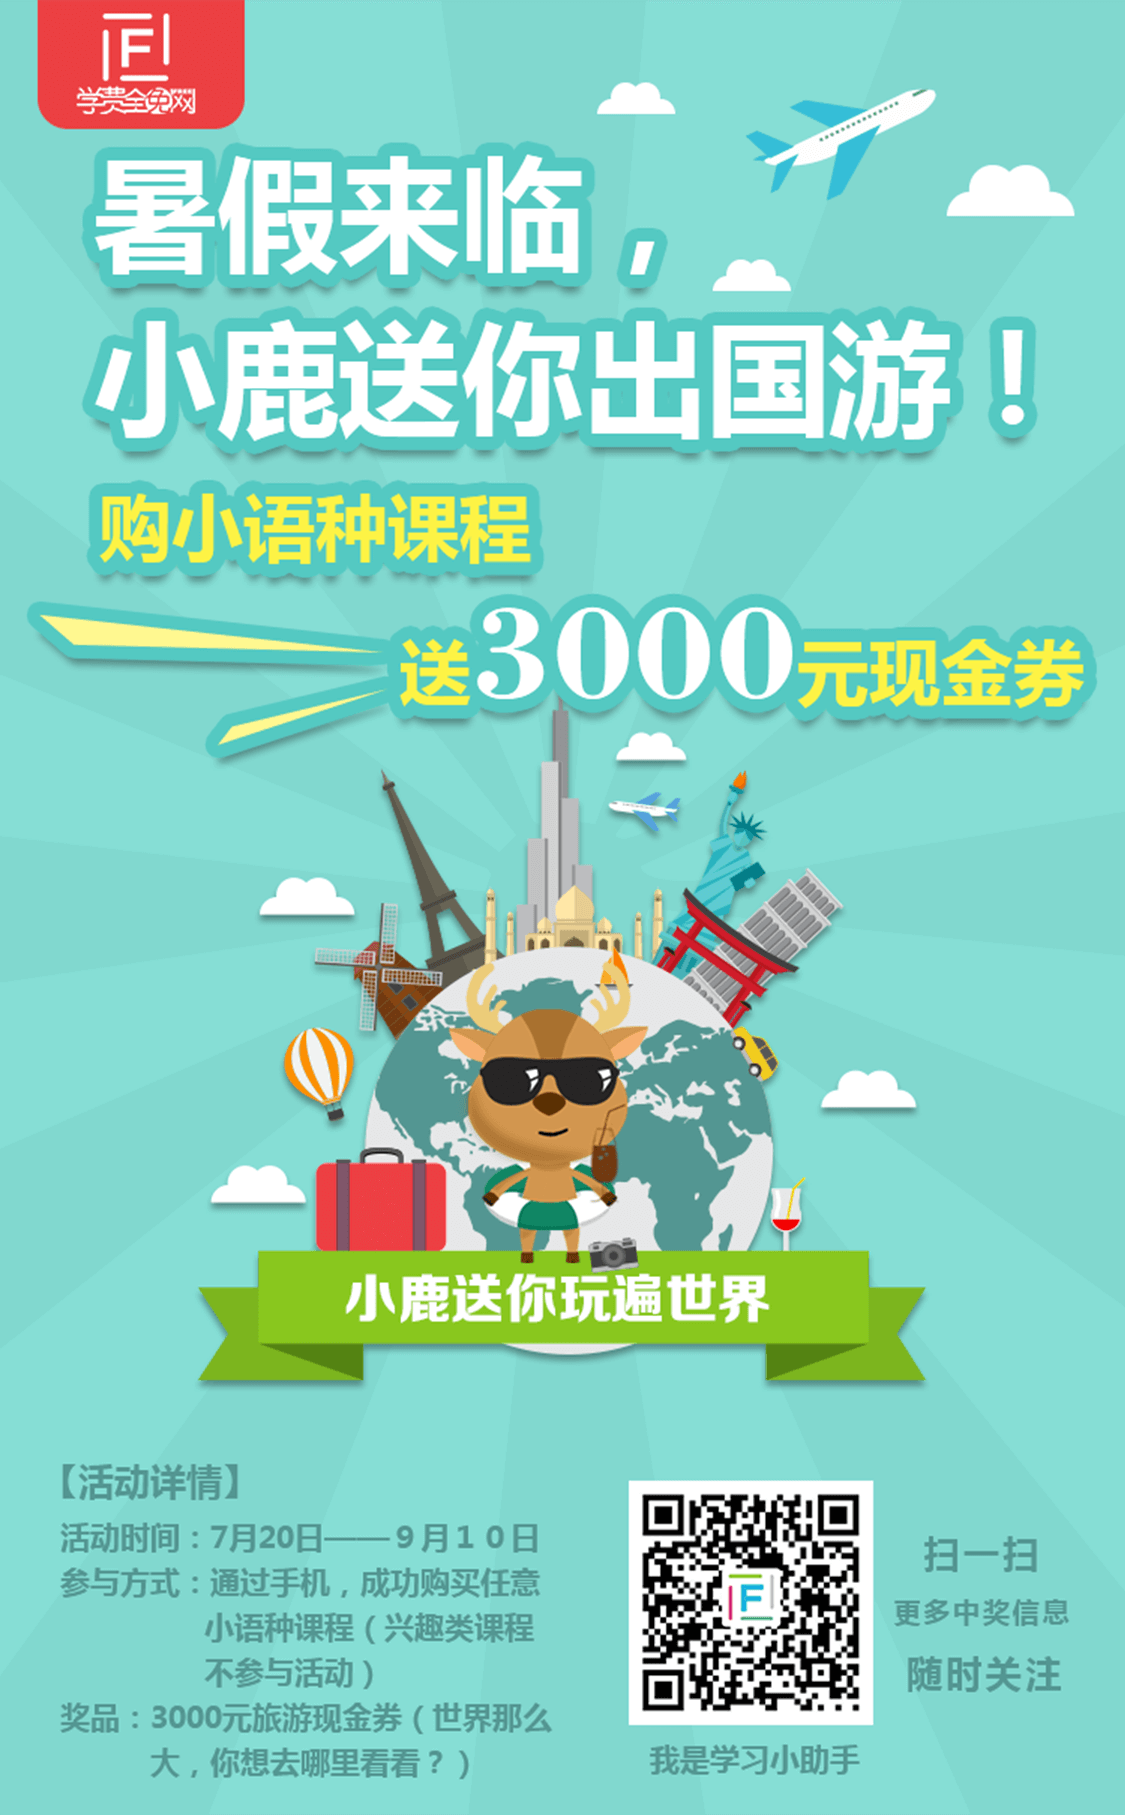 F
学费全免网
暑假来临，
小鹿送你出国游！
购小语种课程
送3000元现金券
小鹿送你玩遍世界
【活动详情】
活动时间：7月20日——９月１０日
参与方式：通过手机，成功购买任意
小语种课程（兴趣类课程
不参与活动）
奖品：3000元旅游现金券（世界那么
大，你想去哪里看看？）
F
我是学习小助手
扫一扫
更多中奖信息
随时关注